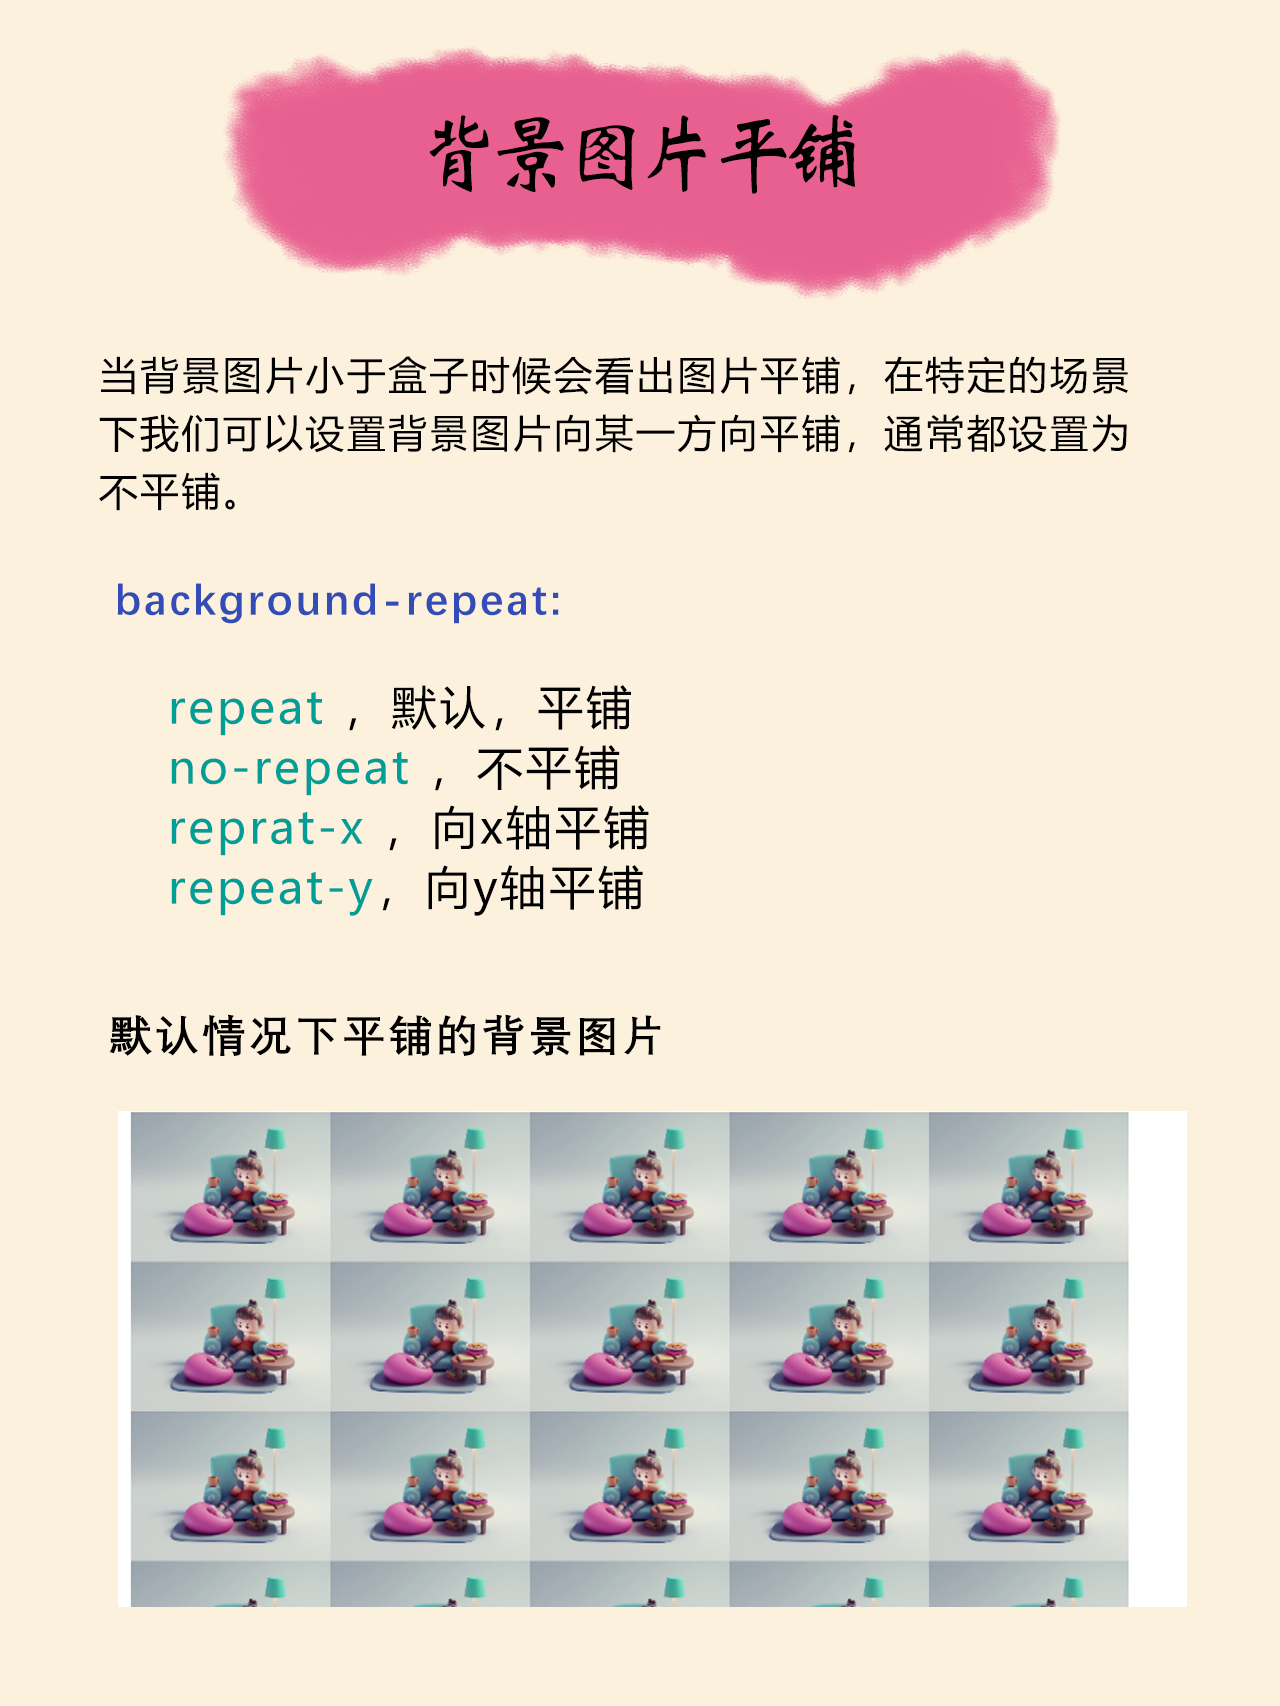 背景图片平铺
当背景图片小于盒子时候会看出图片平铺，在特定的场景
下我们可以设置背景图片向某一方向平铺，通常都设置为
不平铺。
background-repeat:
repeat ，默认，平铺
no-repeat ，不平铺
reprat-x ，向x轴平铺
repeat-y，向y轴平铺
默认情况下平铺的背景图片